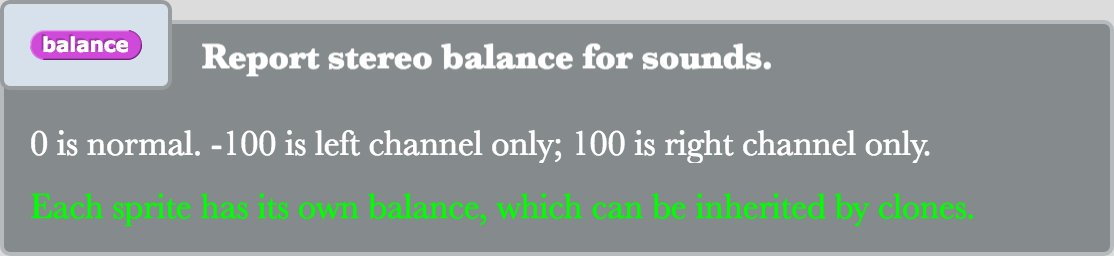 balance
Report stereo balance for sounds.
0 is normal. -100 is left channel only; 100 is right channel only.
Each sprite has its own balance, which can be inherited by clones.